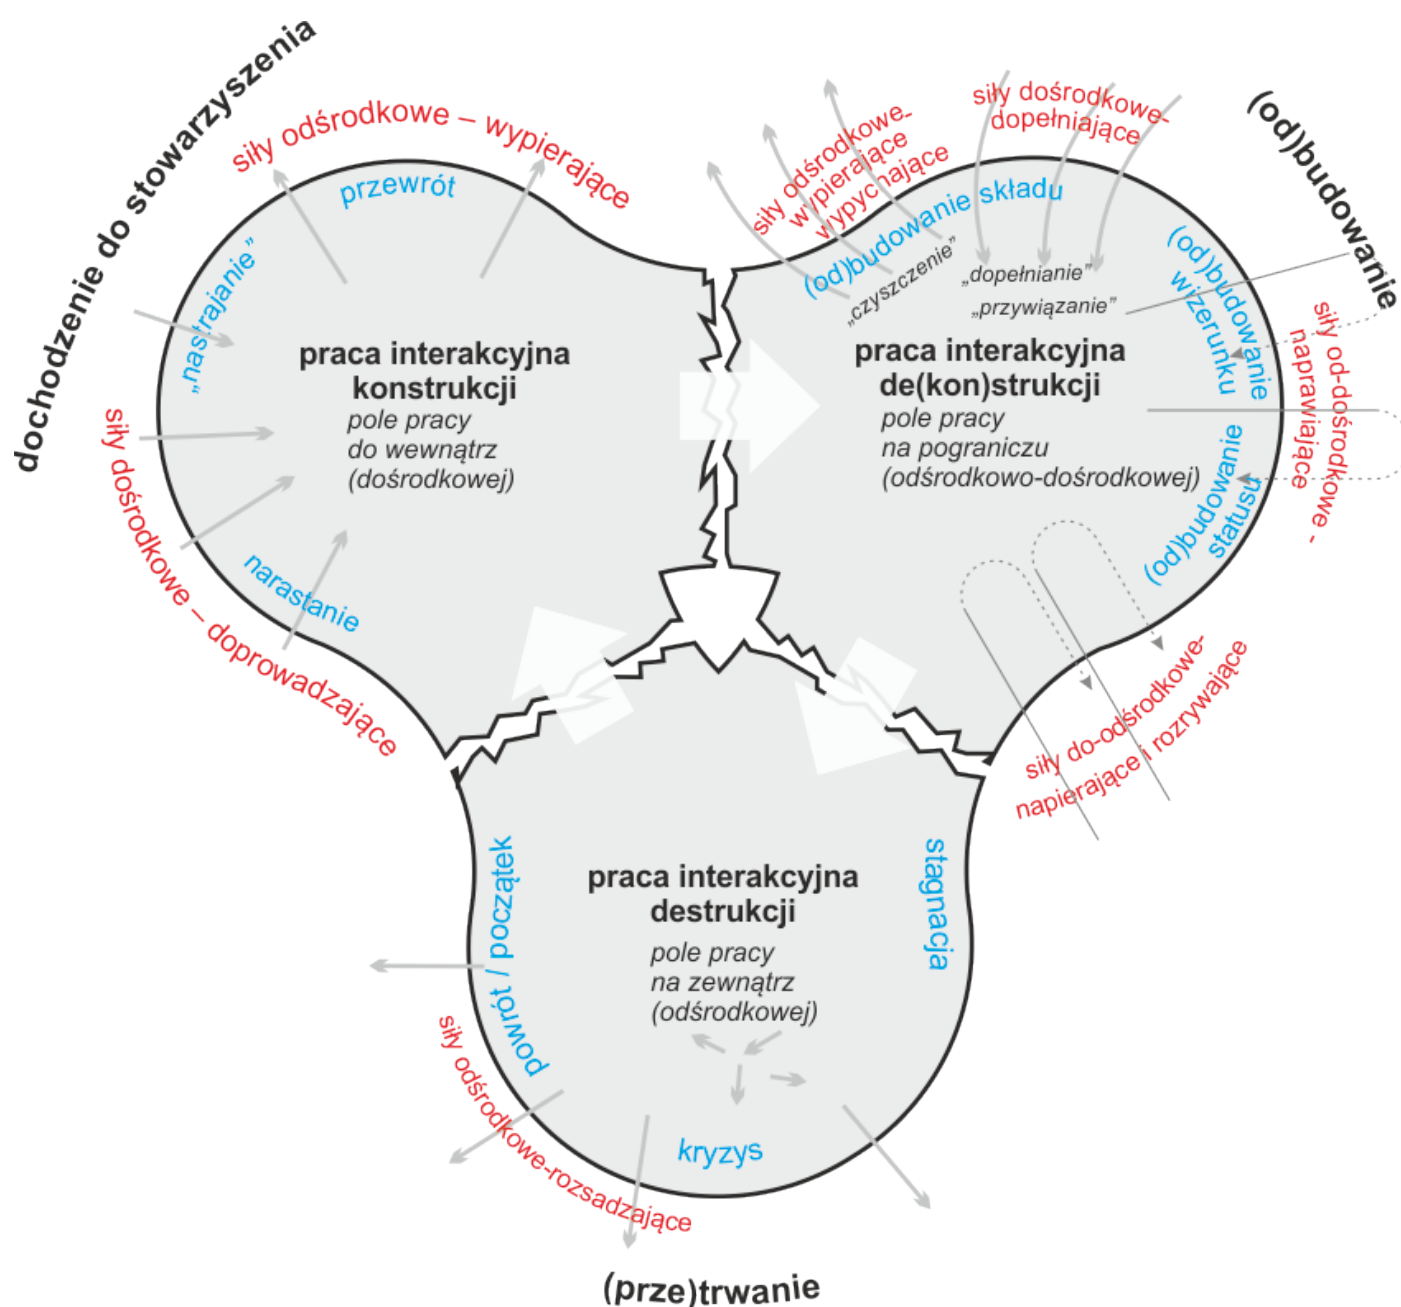 dochodzenie do stowarzyszenia
siły odśrodkowe – wypierające
przewrót
„nastrajanie”
praca interakcyjna
konstrukcji
pole pracy
do wewnątrz
(dośrodkowej)
narastanie
siły dośrodkowe – doprowadzające
siły odśrodkowe-
wypierające
wypychające
siły dośrodkowe-
dopełniające
(od)budowanie
(od)budowanie składu
„czyszczenie”
„dopełnianie”
„przywiązanie”
(od)budowanie
wizerunku
praca interakcyjna
de(kon)strukcji
pole pracy
na pograniczu
(odśrodkowo-dośrodkowej)
siły od-dośrodkowe -
naprawiające
(od)budowanie
statusu
siły do-odśrodkowe-
napierające i rozrywające
powrót / początek
stagnacja
praca interakcyjna
destrukcji
pole pracy
na zewnątrz
(odśrodkowej)
kryzys
siły odśrodkowe-rozsadzające
(prze)trwanie